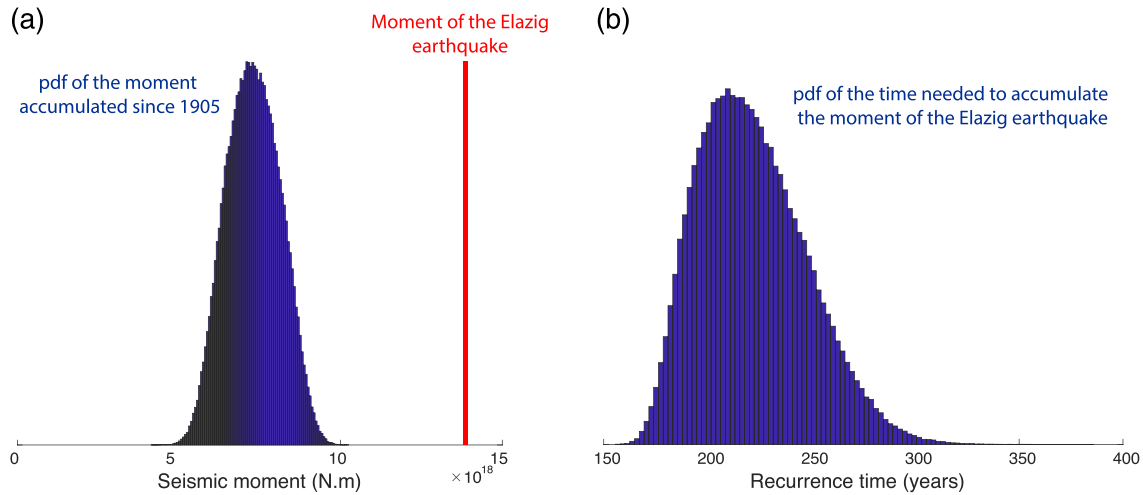 (a)
Moment of the Elazig
earthquake
pdf of the moment
accumulated since 1905
0
5
10
15
×10^18
Seismic moment (N.m)
(b)
pdf of the time needed to accumulate
the moment of the Elazig earthquake
150
200
250
300
350
400
Recurrence time (years)